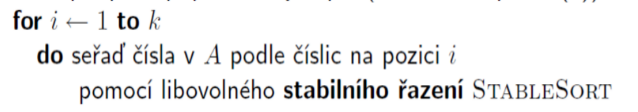 for i ← 1 to k
do seřaď čísla v A podle číslic na pozici i
pomocí libovolného stabilního řazení STABLESORT